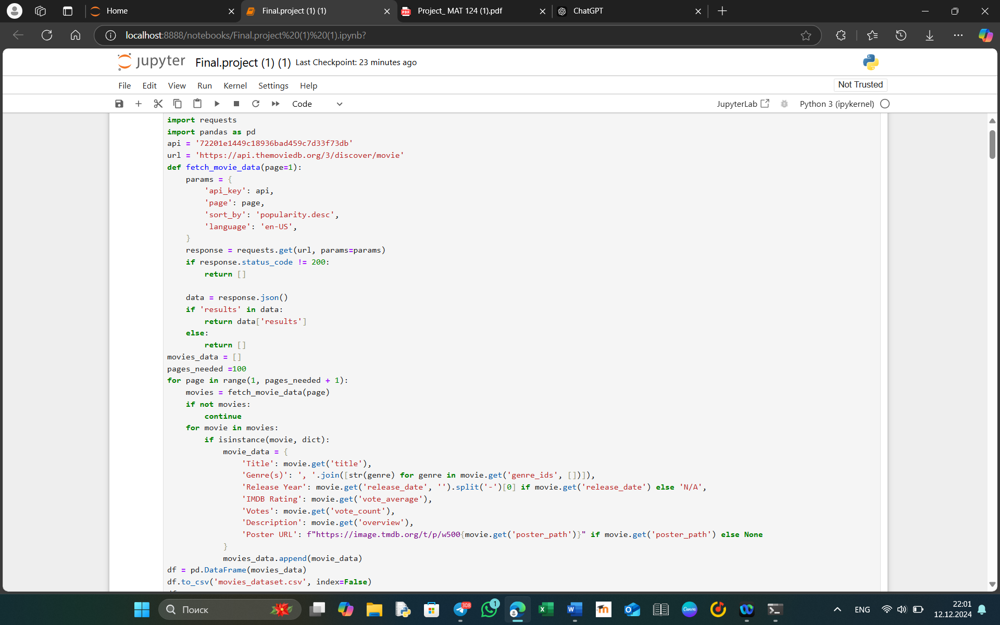 Home
Final.project (1) (1)
Project_ MAT 124 (1).pdf
ChatGPT
localhost:8888/notebooks/Final.project%20(1)%20(1).ipynb?
jupyter Final.project (1) (1) Last Checkpoint: 23 minutes ago
File Edit View Run Kernel Settings Help
Not Trusted
Code
JupyterLab
Python 3 (ipykernel)
import requests
import pandas as pd
api = '72201e1449c18936bad459c7d33f73db'
url = 'https://api.themoviedb.org/3/discover/movie'
def fetch_movie_data(page=1):
    params = {
        'api_key': api,
        'page': page,
        'sort_by': 'popularity.desc',
        'language': 'en-US',
    }
    response = requests.get(url, params=params)
    if response.status_code != 200:
        return []
    data = response.json()
    if 'results' in data:
        return data['results']
    else:
        return []
movies_data = []
pages_needed =100
for page in range(1, pages_needed + 1):
    movies = fetch_movie_data(page)
    if not movies:
        continue
    for movie in movies:
        if isinstance(movie, dict):
            movie_data = {
                'Title': movie.get('title'),
                'Genre(s)': ', '.join([str(genre) for genre in movie.get('genre_ids', [])]),
                'Release Year': movie.get('release_date', '').split('-')[0] if movie.get('release_date') else 'N/A',
                'IMDB Rating': movie.get('vote_average'),
                'Votes': movie.get('vote_count'),
                'Description': movie.get('overview'),
                'Poster URL': f"https://image.tmdb.org/t/p/w500{movie.get('poster_path')}" if movie.get('poster_path') else None
            }
            movies_data.append(movie_data)
df = pd.DataFrame(movies_data)
df.to_csv('movies_dataset.csv', index=False)
Поиск
308
1
Canva
ENG
22:01
12.12.2024